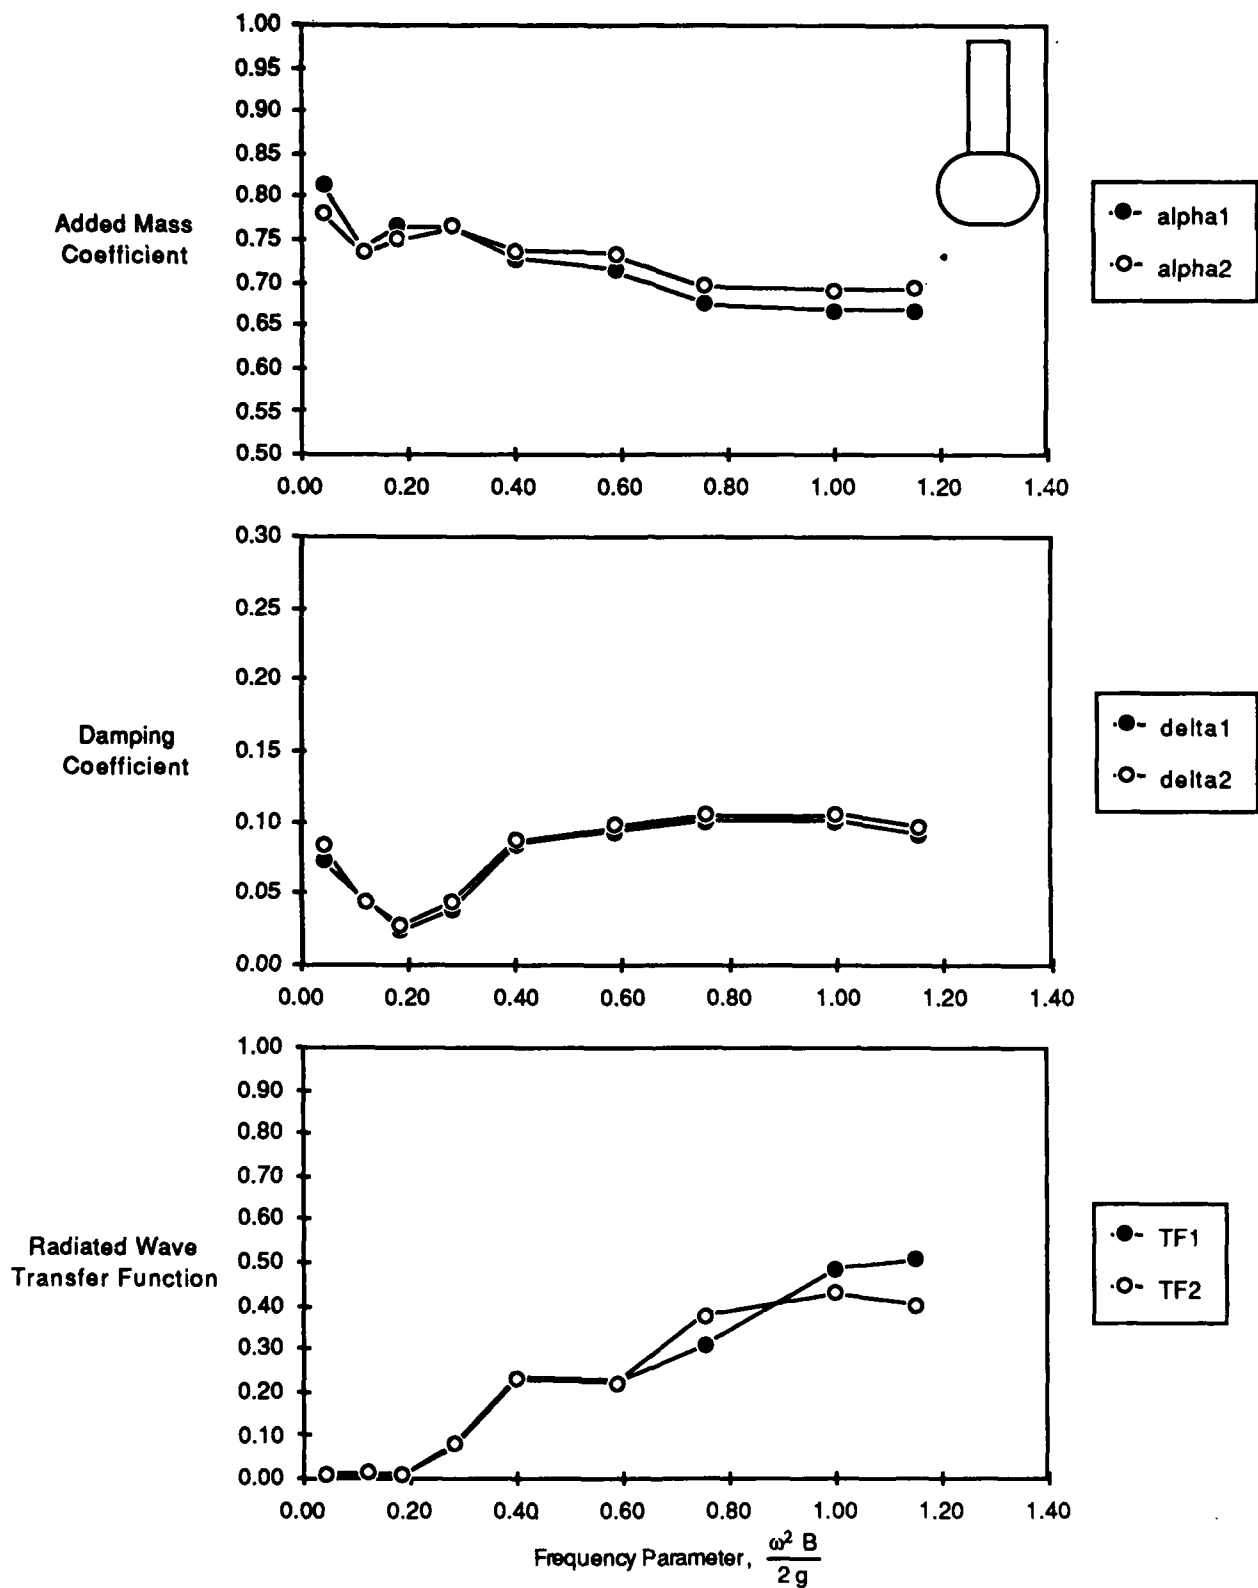 1.00
0.95
0.90
0.85
0.80
0.75
0.70
0.65
0.60
0.55
0.50
Added Mass
Coefficient
alpha1
alpha2
0.00 0.20 0.40 0.60 0.80 1.00 1.20 1.40
0.30
0.25
0.20
0.15
0.10
0.05
0.00
Damping
Coefficient
delta1
delta2
0.00 0.20 0.40 0.60 0.80 1.00 1.20 1.40
1.00
0.90
0.80
0.70
0.60
0.50
0.40
0.30
0.20
0.10
0.00
Radiated Wave
Transfer Function
TF1
TF2
0.00 0.20 0.40 0.60 0.80 1.00 1.20 1.40
Frequency Parameter, ω² B
2 g